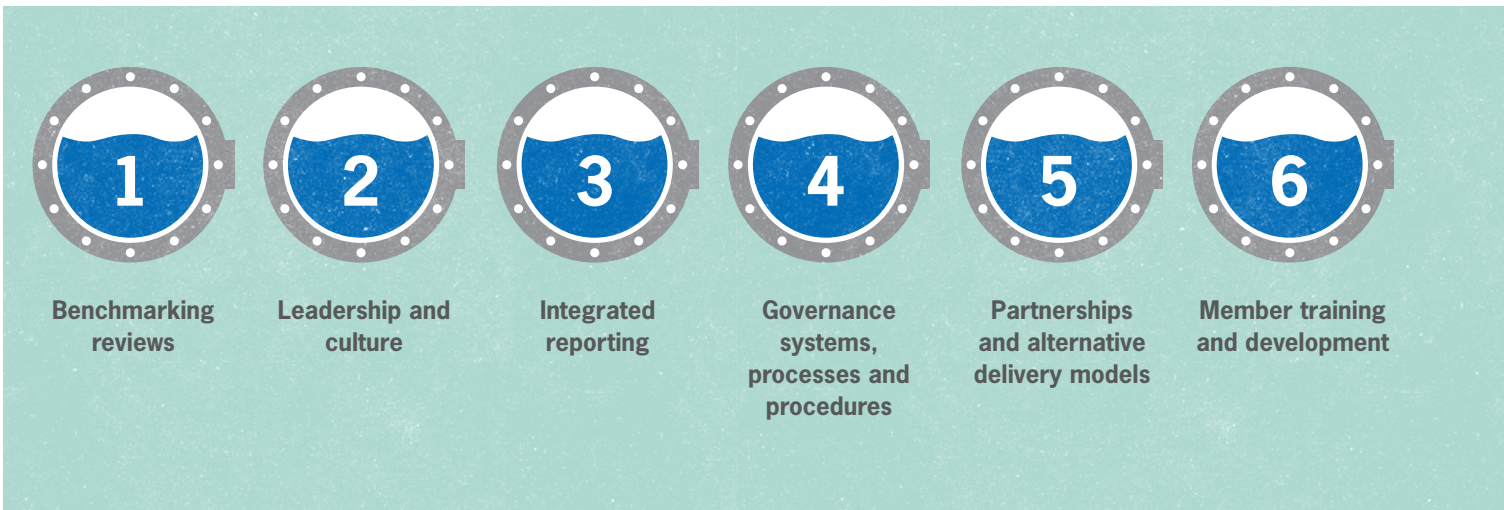 1
Benchmarking
reviews
2
Leadership and
culture
3
Integrated
reporting
4
Governance
systems,
processes and
procedures
5
Partnerships
and alternative
delivery models
6
Member training
and development